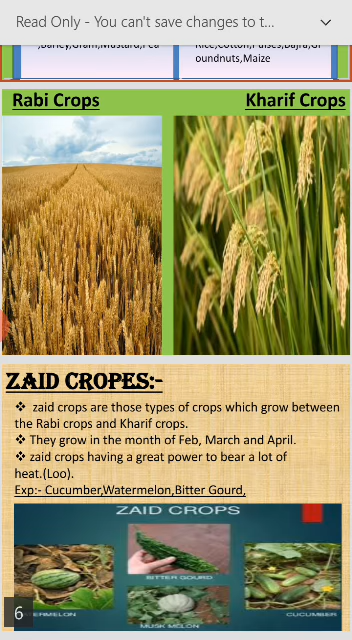 Read Only - You can't save changes to t...
,Barley,Gram,Mustard,Pea
Rice,Cotton,Pulses,Bajra,Gr
oundnuts,Maize
Rabi Crops
Kharif Crops
ZAID CROPES:-
❖ zaid crops are those types of crops which grow between
the Rabi crops and Kharif crops.
❖ They grow in the month of Feb, March and April.
❖ zaid crops having a great power to bear a lot of
heat.(Loo).
Exp:- Cucumber,Watermelon,Bitter Gourd,
ZAID CROPS
BITTER GOURD
6
ERMELON
MUSK MELON
CUCUMBER